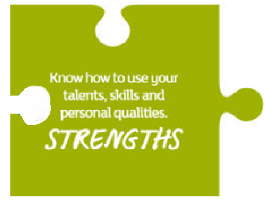 Know how to use your
talents, skills and
personal qualities.
STRENGTHS